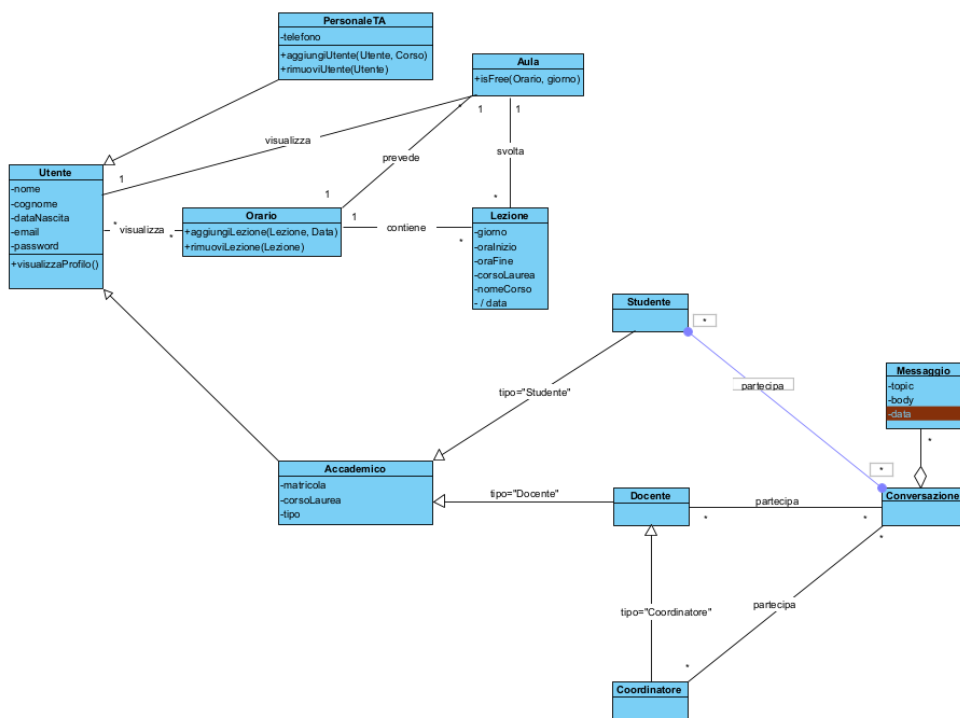 PersonaleTA
-telefono
+aggiungiUtente(Utente, Corso)
+rimuoviUtente(Utente)
Aula
+isFree(Orario, giorno)
*
1
1
visualizza
svolta
prevede
Utente
-nome
-cognome
-dataNascita
-email
-password
+visualizzaProfilo()
1
1
*
visualizza
*
Orario
+aggiungiLezione(Lezione, Data)
+rimuoviLezione(Lezione)
1
contiene
*
*
Lezione
-giorno
-oraInizio
-oraFine
-corsoLaurea
-nomeCorso
- / data
Studente
*
tipo="Studente"
partecipa
Messaggio
-topic
-body
-data
*
*
Accademico
-matricola
-corsoLaurea
-tipo
tipo="Docente"
Docente
*
partecipa
*
Conversazione
*
partecipa
tipo="Coordinatore"
*
Coordinatore